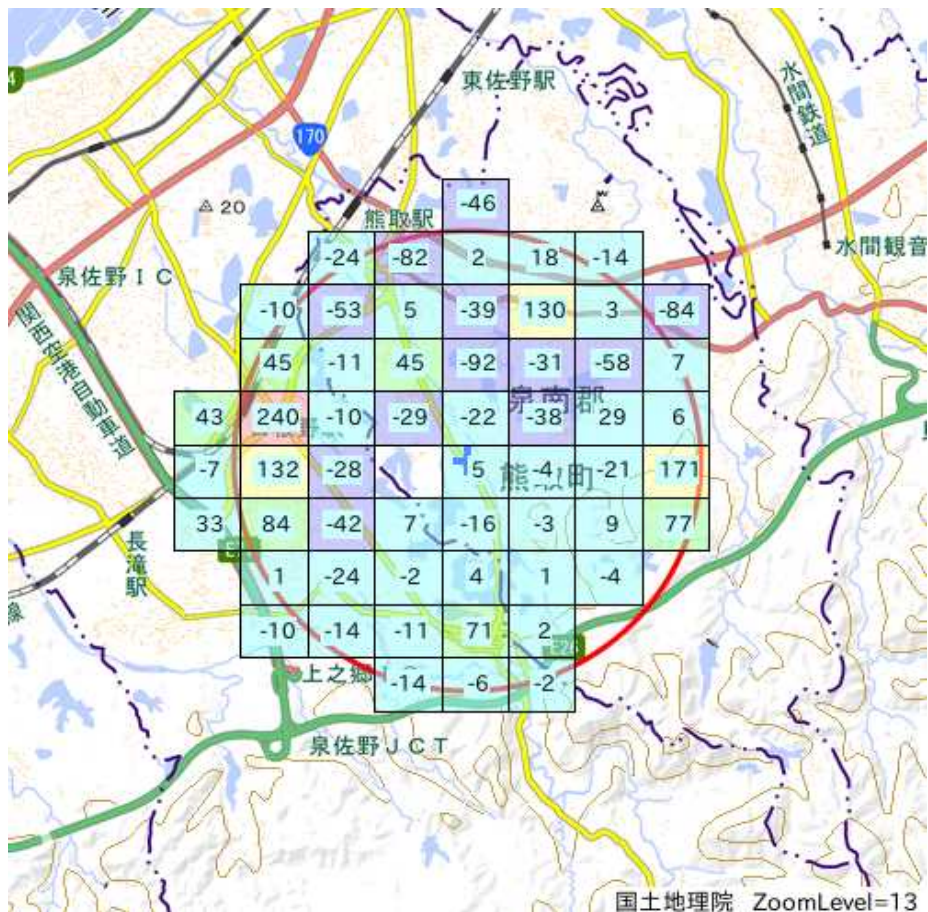 東佐野駅
水間鉄道
170
20
-46
熊取駅
水間観音
-24 -82 2 18 -14
泉佐野IC
-10 -53 5 -39 130 3 -84
関西空港自動車道
45 -11 45 -92 -31 -58 7
泉南郡
43 240 -10 -29 -22 -38 29 6
-7 132 -28 5 -4 -21 171
熊取町
33 84 -42 7 -16 -3 9 77
長滝駅
線
1 -24 -2 4 1 -4
-10 -14 -11 71 2
上之郷
-14 -6 -2
泉佐野JCT
国土地理院 ZoomLevel=13